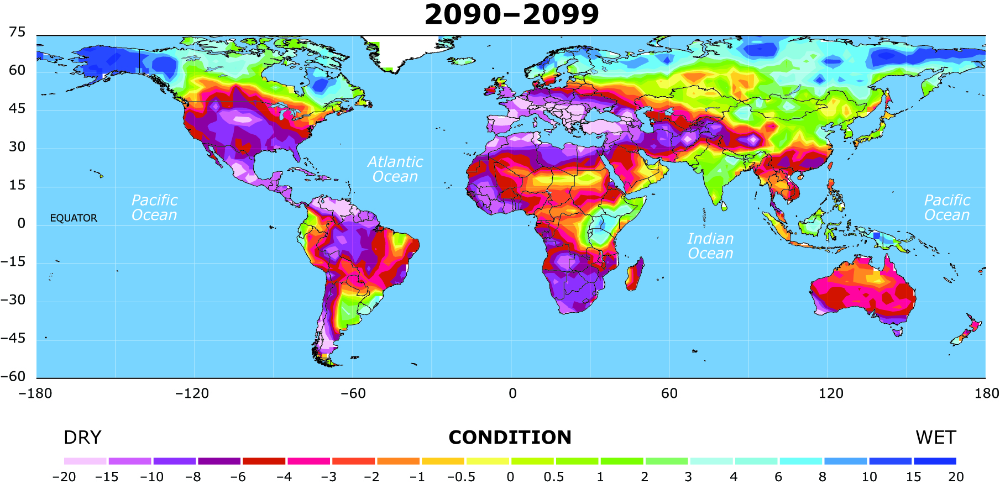 2090–2099
75
60
45
30
15
0
–15
–30
–45
–60
Atlantic
Ocean
Pacific
Ocean
EQUATOR
Pacific
Ocean
Indian
Ocean
–180
–120
–60
0
60
120
180
DRY
CONDITION
WET
–20 –15 –10 –8 –6 –4 –3 –2 –1 –0.5 0 0.5 1 2 3 4 6 8 10 15 20